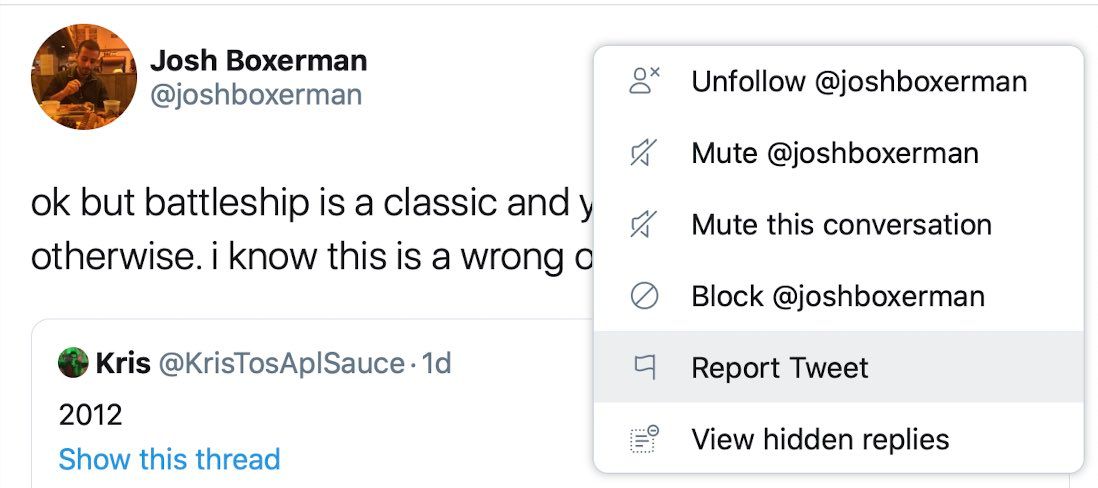 Josh Boxerman
@joshboxerman
ok but battleship is a classic and
otherwise. i know this is a wrong
Kris @KrisTosAplSauce · 1d
2012
Show this thread
Unfollow @joshboxerman
Mute @joshboxerman
Mute this conversation
Block @joshboxerman
Report Tweet
View hidden replies